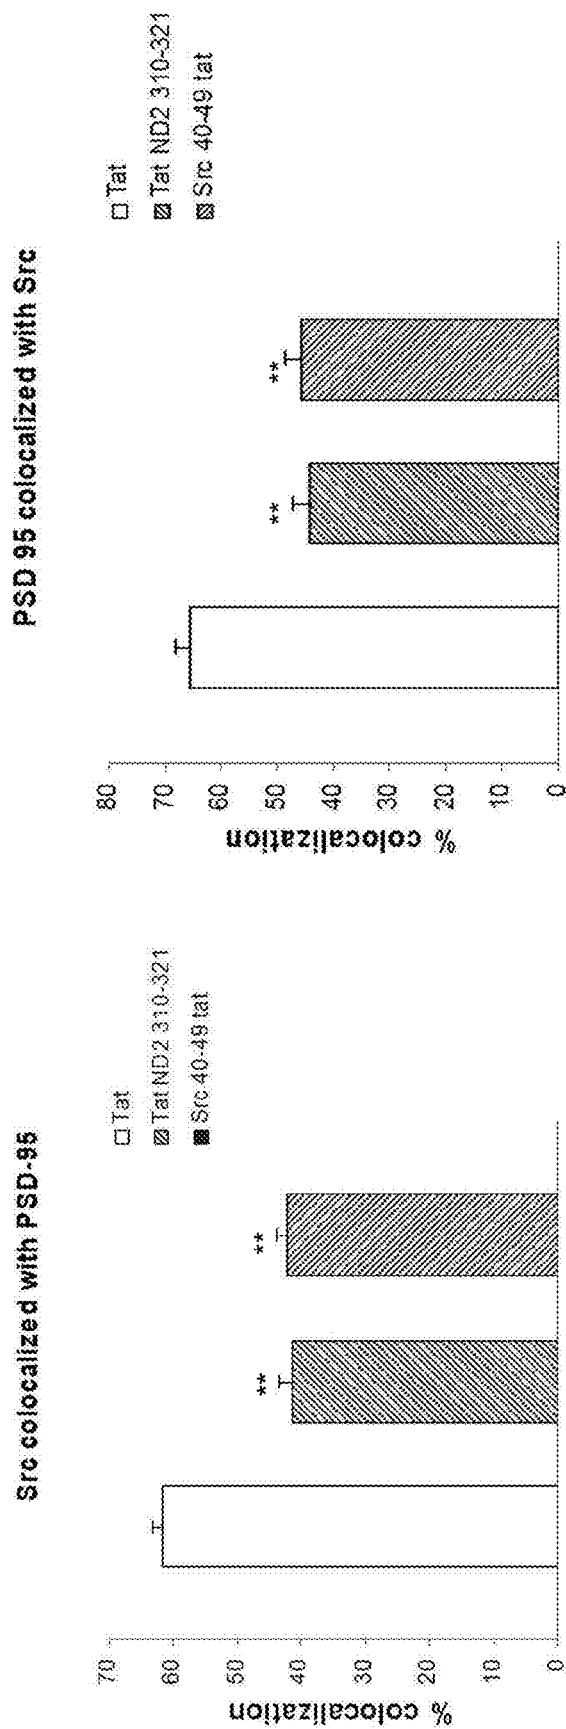 Src colocalized with PSD-95
% colocalization
70
60
50
40
30
20
10
0
**
**
Tat
Tat ND2 310-321
Src 40-49 tat
PSD 95 colocalized with Src
% colocalization
80
70
60
50
40
30
20
10
0
**
**
Tat
Tat ND2 310-321
Src 40-49 tat